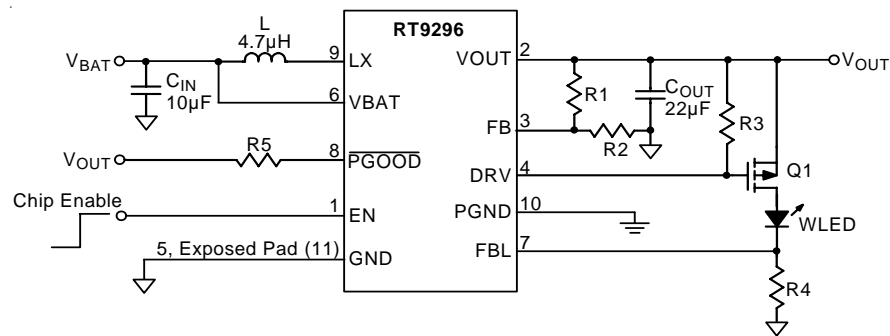 RT9296
L
4.7µH
9
LX
VBAT
CIN
10µF
6
VBAT
VOUT
R5
8
PGOOD
Chip Enable
1
EN
5, Exposed Pad (11)
GND
VOUT
2
VOUT
R1
COUT
22µF
R3
FB
3
R2
DRV
4
Q1
PGND
10
WLED
FBL
7
R4